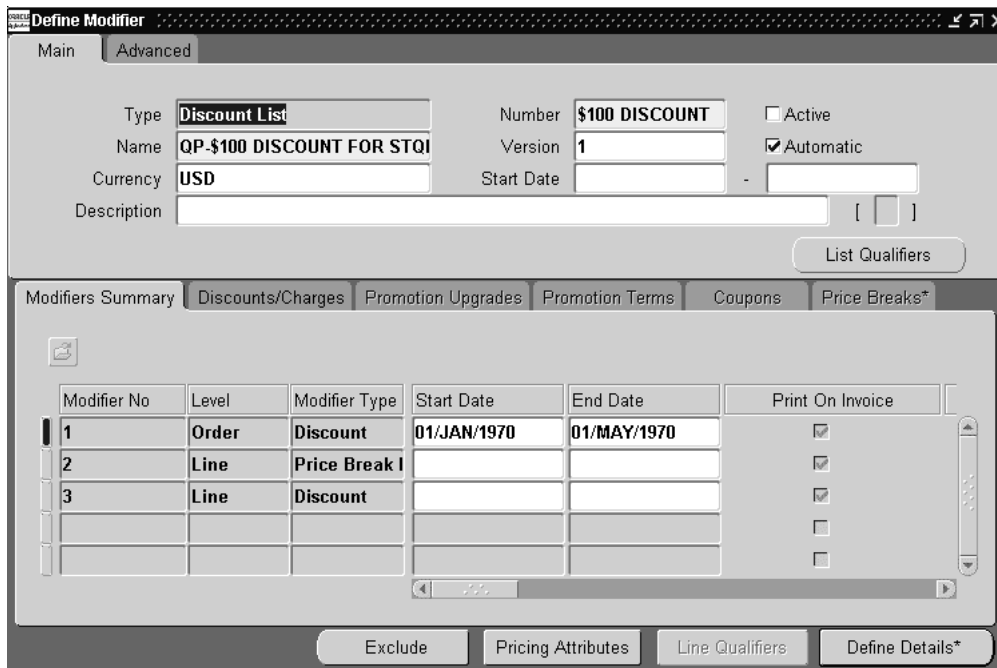 Define Modifier
Main Advanced
Type Discount List Number $100 DISCOUNT Active
Name QP-$100 DISCOUNT FOR STQI Version 1 Automatic
Currency USD Start Date -
Description [ ]
List Qualifiers
Modifiers Summary Discounts/Charges Promotion Upgrades Promotion Terms Coupons Price Breaks*
Modifier No Level Modifier Type Start Date End Date Print On Invoice
1 Order Discount 01/JAN/1970 01/MAY/1970
2 Line Price Break
3 Line Discount
Exclude Pricing Attributes Line Qualifiers Define Details*